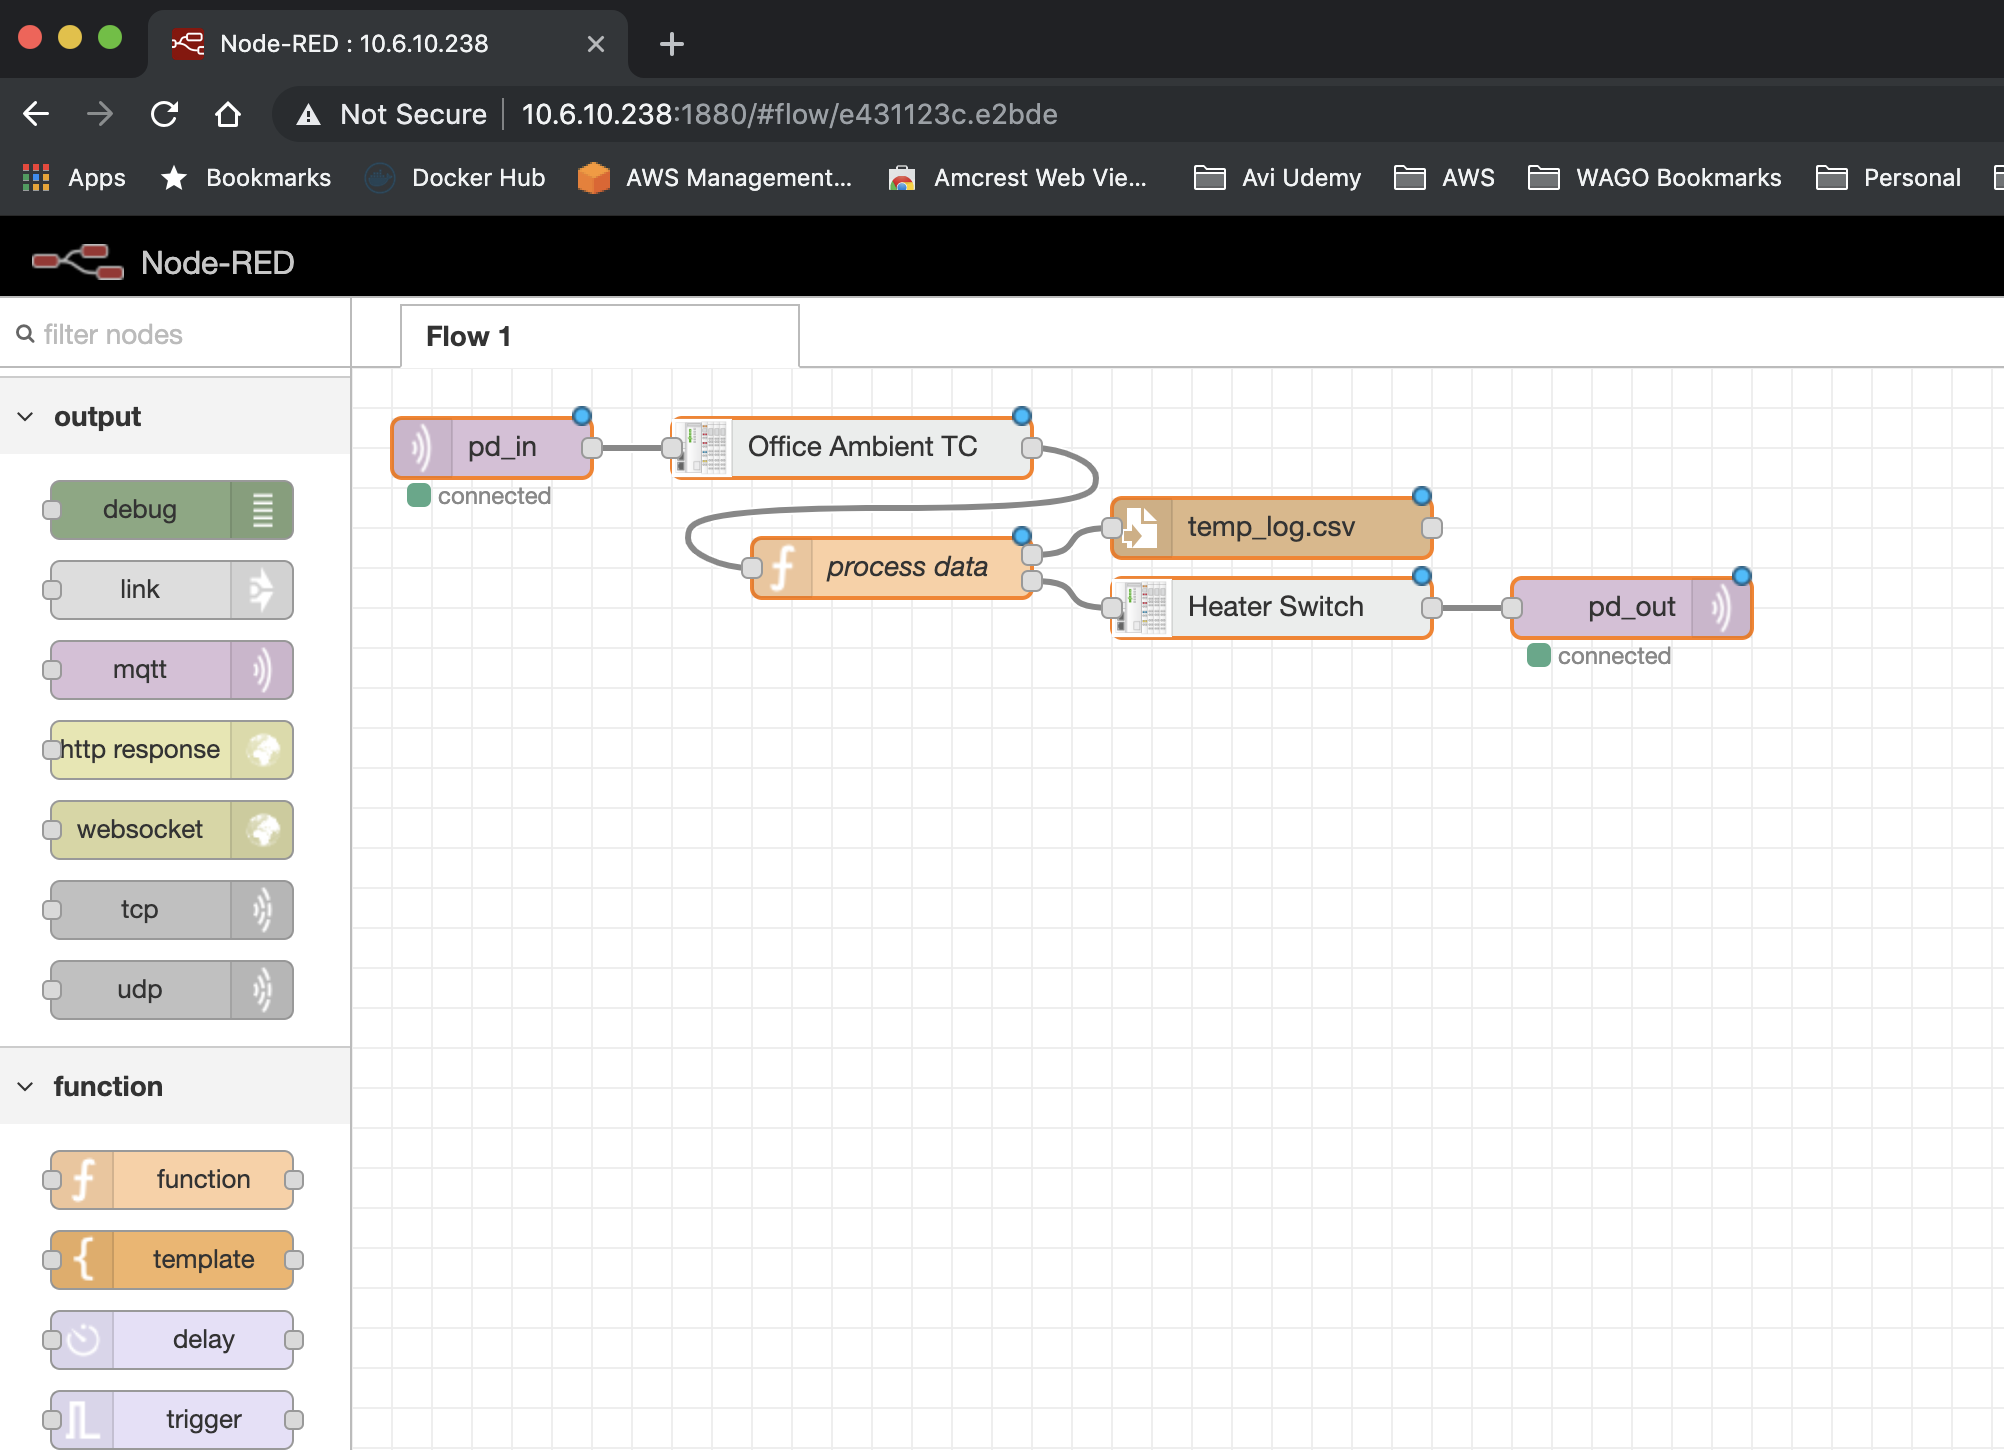 Node-RED : 10.6.10.238
Not Secure 10.6.10.238:1880/#flow/e431123c.e2bde
Apps Bookmarks Docker Hub AWS Management... Amcrest Web Vie... Avi Udemy AWS WAGO Bookmarks Personal
Node-RED
filter nodes
Flow 1
output
debug
link
mqtt
http response
websocket
tcp
udp
function
function
template
delay
trigger
pd_in
connected
Office Ambient TC
process data
temp_log.csv
Heater Switch
pd_out
connected